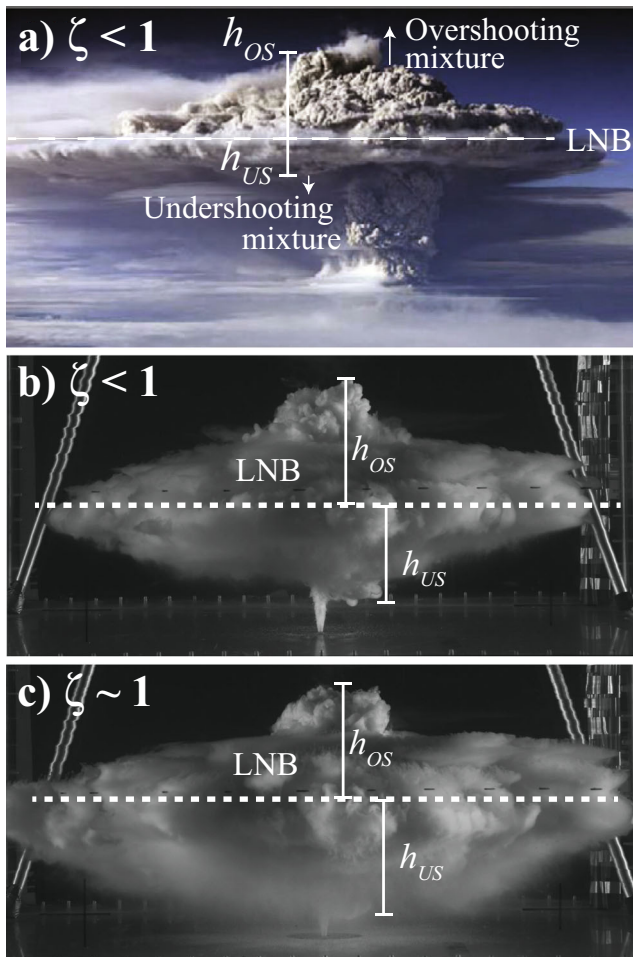 a) ζ < 1
h_OS
Overshooting
mixture
LNB
h_US
Undershooting
mixture
b) ζ < 1
LNB
h_OS
h_US
c) ζ ~ 1
LNB
h_OS
h_US